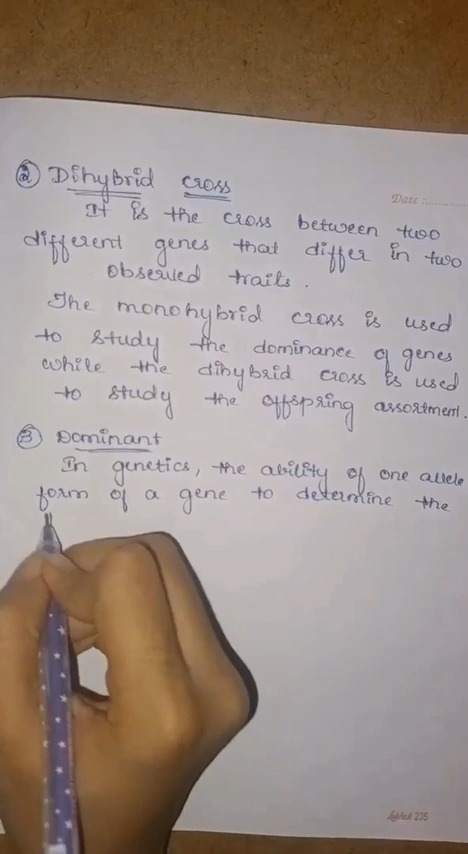 ② Dihybrid cross
Date :..............
It is the cross between two
different genes that differ in two
observed traits.
The monohybrid cross is used
to study the dominance of genes
while the dihybrid cross is used
to study the offspring assortment.
③ Dominant
In genetics, the ability of one allele
form of a gene to determine the
235